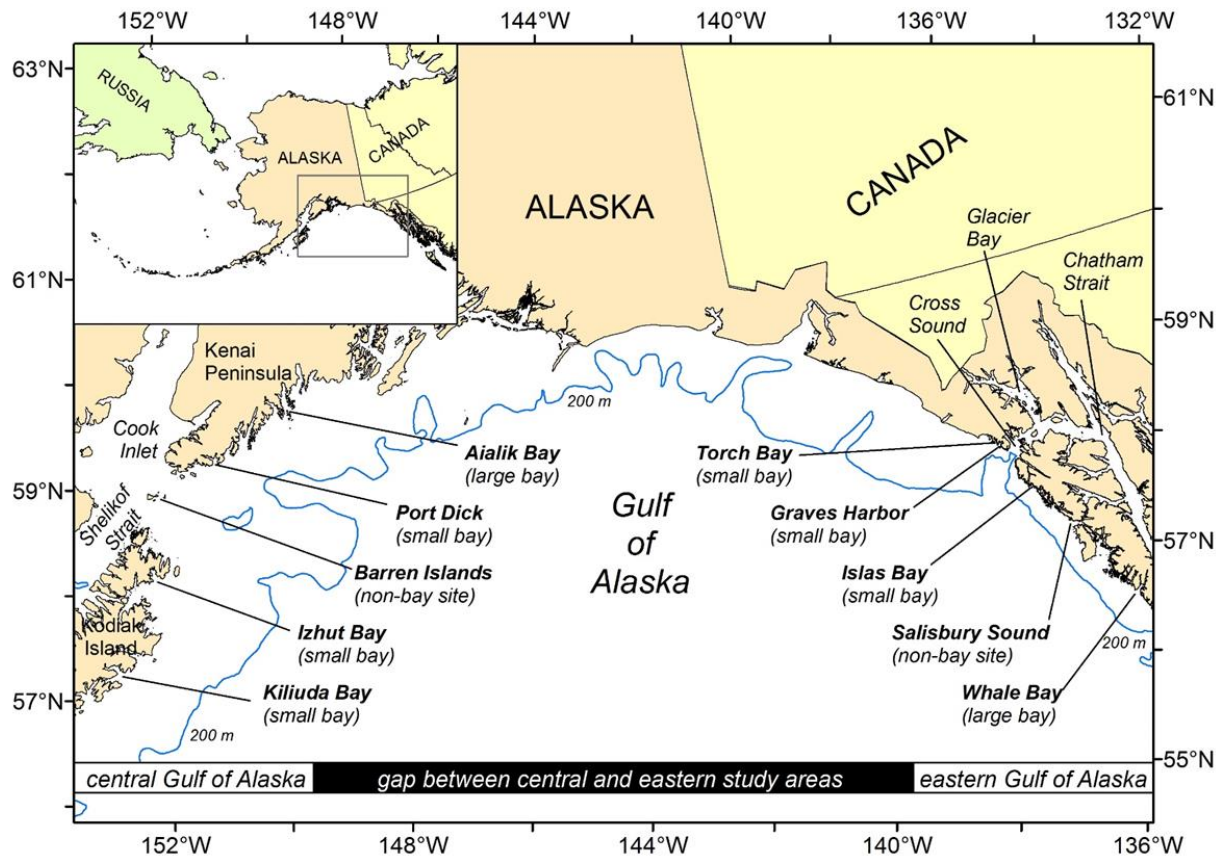 152°W 148°W 144°W 140°W 136°W 132°W
63°N
61°N
59°N
57°N
61°N
59°N
57°N
55°N
RUSSIA
ALASKA
CANADA
ALASKA
CANADA
Glacier
Bay
Chatham
Strait
Cross
Sound
Kenai
Peninsula
Cook
Inlet
Shelikof
Strait
Kodiak
Island
200 m
200 m
200 m
Gulf
of
Alaska
Aialik Bay
(large bay)
Port Dick
(small bay)
Barren Islands
(non-bay site)
Izhut Bay
(small bay)
Kiliuda Bay
(small bay)
Torch Bay
(small bay)
Graves Harbor
(small bay)
Islas Bay
(small bay)
Salisbury Sound
(non-bay site)
Whale Bay
(large bay)
central Gulf of Alaska gap between central and eastern study areas eastern Gulf of Alaska
152°W 148°W 144°W 140°W 136°W